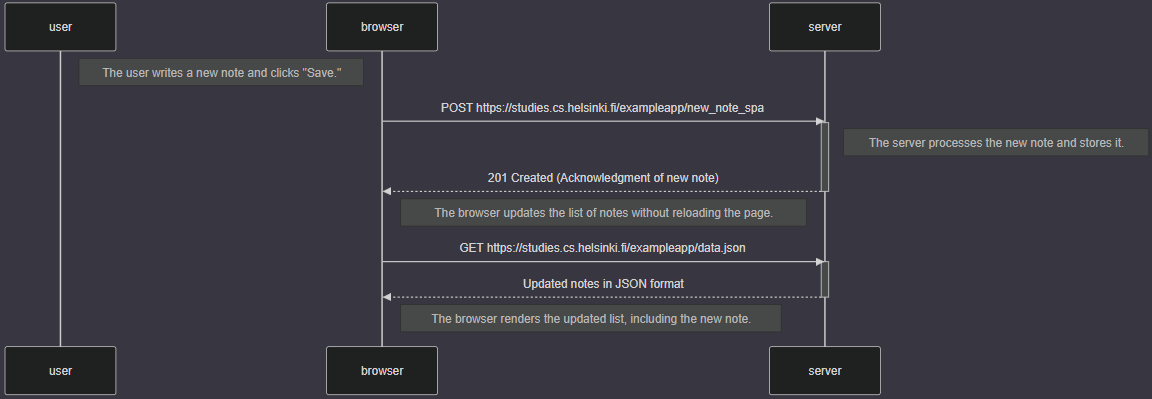 user
browser
server
The user writes a new note and clicks "Save."
POST https://studies.cs.helsinki.fi/exampleapp/new_note_spa
The server processes the new note and stores it.
201 Created (Acknowledgment of new note)
The browser updates the list of notes without reloading the page.
GET https://studies.cs.helsinki.fi/exampleapp/data.json
Updated notes in JSON format
The browser renders the updated list, including the new note.
user
browser
server